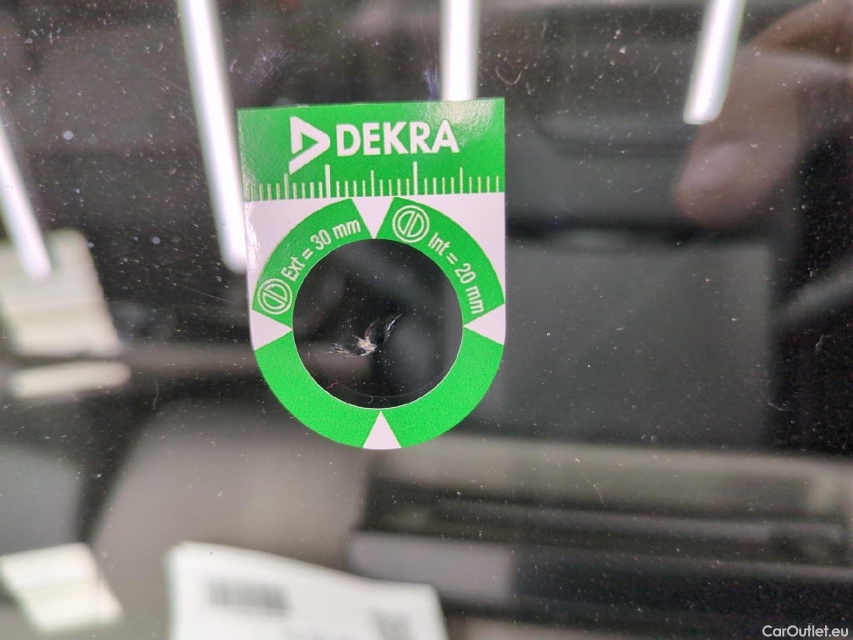 DEKRA
Ext = 30 mm
Int = 20 mm
CarOutlet.eu